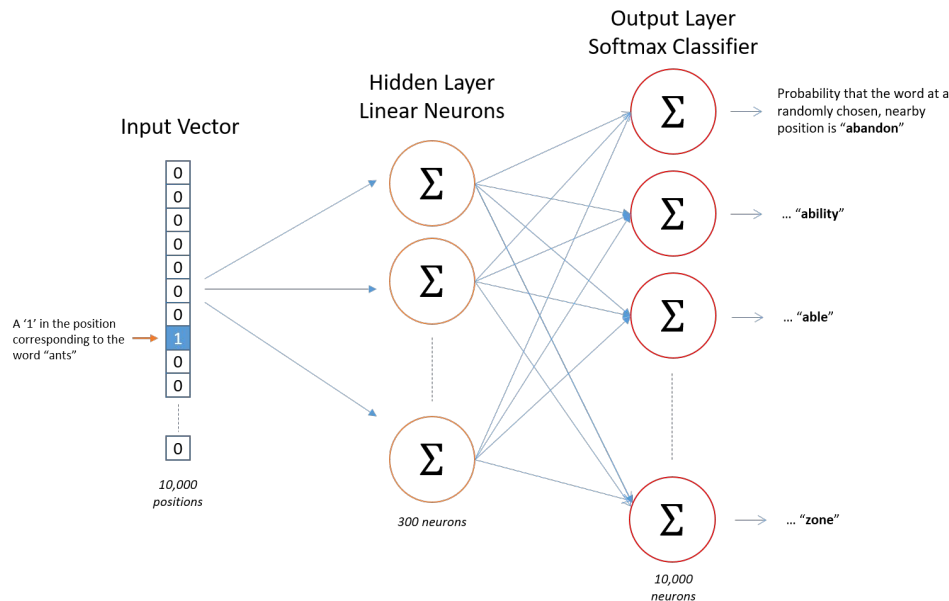 Output Layer
Softmax Classifier
Hidden Layer
Linear Neurons
Input Vector
0
0
0
0
0
0
0
1
0
0
0
A ‘1’ in the position
corresponding to the
word “ants”
10,000
positions
Σ
Σ
Σ
300 neurons
Σ
Σ
Σ
Σ
10,000
neurons
Probability that the word at a
randomly chosen, nearby
position is “abandon”
... “ability”
... “able”
... “zone”